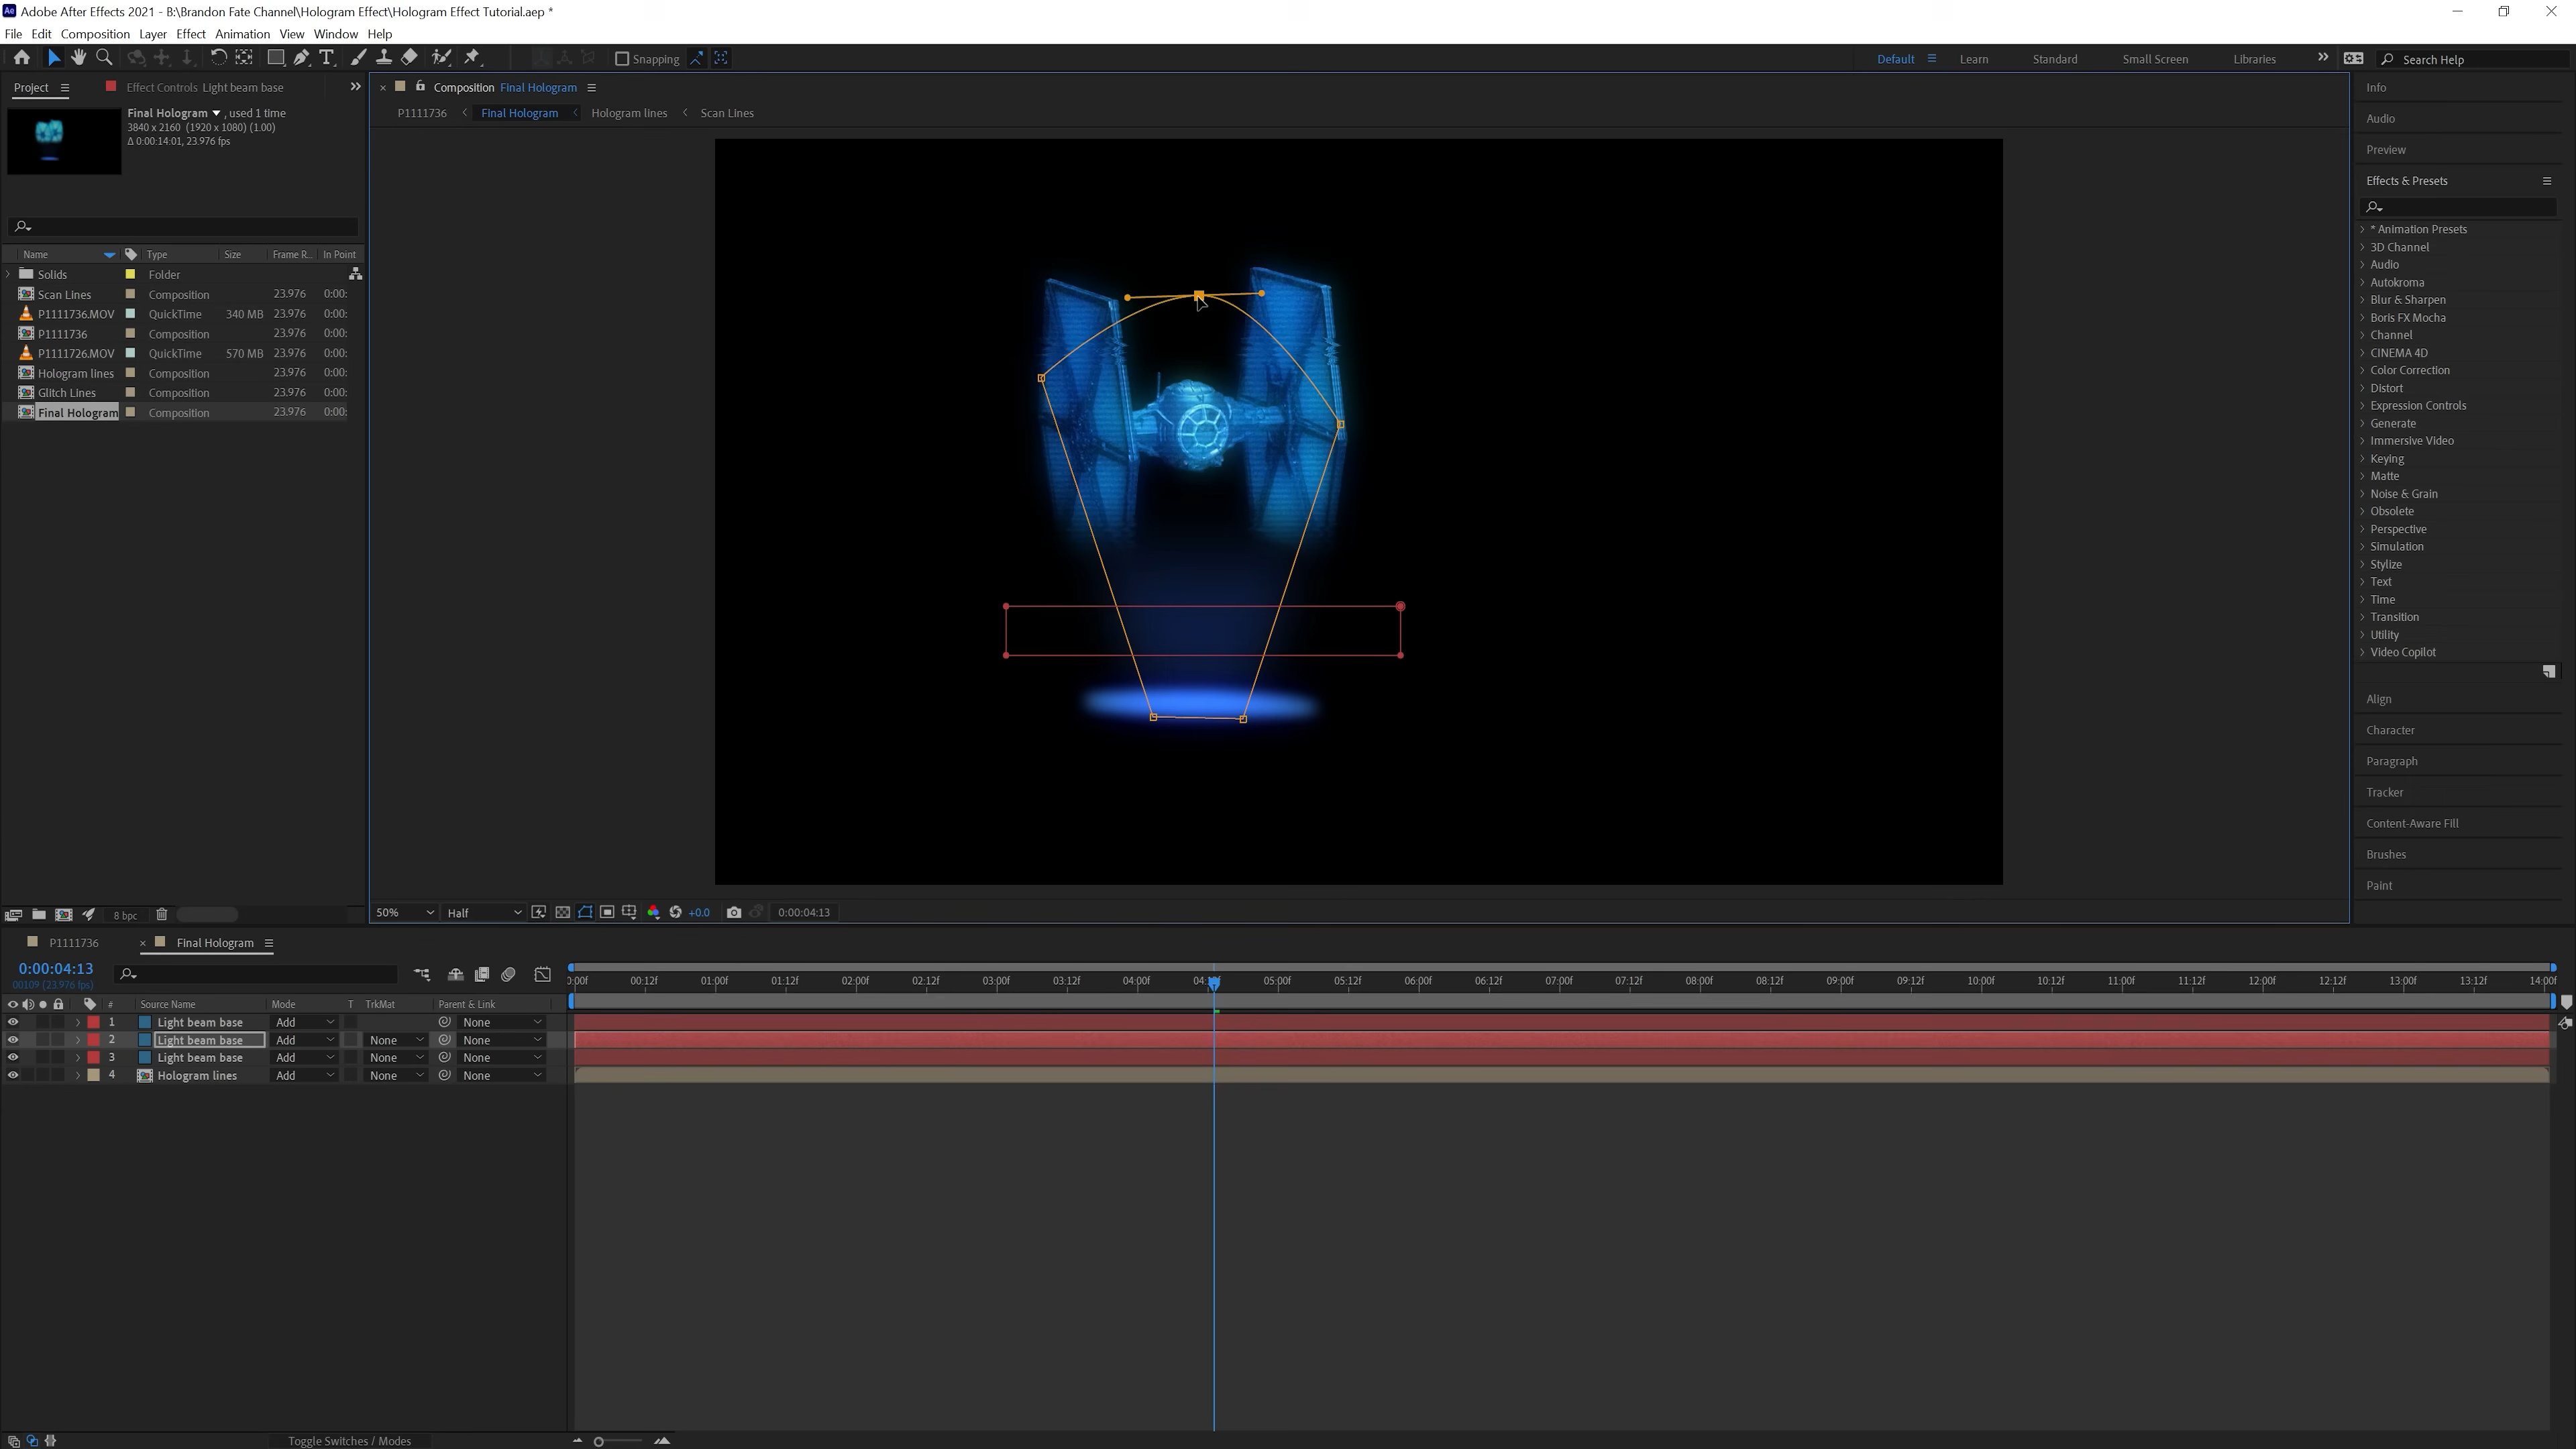 Adobe After Effects 2021 - B:\Brandon Fate Channel\Hologram Effect\Hologram Effect Tutorial.aep *
File Edit Composition Layer Effect Animation View Window Help
Snapping Default Learn Standard Small Screen Libraries Search Help
Project Effect Controls Light beam base
Final Hologram , used 1 time
3840 x 2160 (1920 x 1080) (1.00)
Δ 0:00:14:01, 23.976 fps
Name Type Size Frame R... In Point
Solids Folder
Scan Lines Composition 23.976 0:00:
P1111736.MOV QuickTime 340 MB 23.976 0:00:
P1111736 Composition 23.976 0:00:
P1111726.MOV QuickTime 570 MB 23.976 0:00:
Hologram lines Composition 23.976 0:00:
Glitch Lines Composition 23.976 0:00:
Final Hologram Composition 23.976 0:00:
8 bpc
Composition Final Hologram
P1111736 Final Hologram Hologram lines Scan Lines
50% Half +0.0 0:00:04:13
Info
Audio
Preview
Effects & Presets
* Animation Presets
3D Channel
Audio
Autokroma
Blur & Sharpen
Boris FX Mocha
Channel
CINEMA 4D
Color Correction
Distort
Expression Controls
Generate
Immersive Video
Keying
Matte
Noise & Grain
Obsolete
Perspective
Simulation
Stylize
Text
Time
Transition
Utility
Video Copilot
Align
Character
Paragraph
Tracker
Content-Aware Fill
Brushes
Paint
P1111736 Final Hologram
0:00:04:13
00109 (23.976 fps)
:00f 00:12f 01:00f 01:12f 02:00f 02:12f 03:00f 03:12f 04:00f 04:12f 05:00f 05:12f 06:00f 06:12f 07:00f 07:12f 08:00f 08:12f 09:00f 09:12f 10:00f 10:12f 11:00f 11:12f 12:00f 12:12f 13:00f 13:12f 14:00f
# Source Name Mode T TrkMat Parent & Link
1 Light beam base Add None
2 Light beam base Add None None
3 Light beam base Add None None
4 Hologram lines Add None None
Toggle Switches / Modes